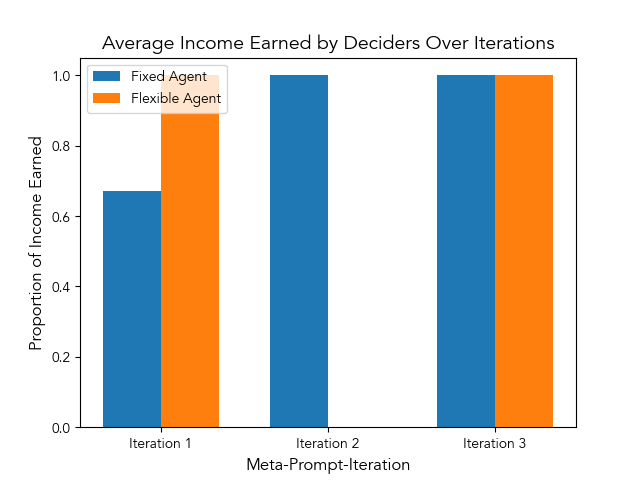 Average Income Earned by Deciders Over Iterations
Fixed Agent
Flexible Agent
Proportion of Income Earned
1.0
0.8
0.6
0.4
0.2
0.0
Iteration 1
Iteration 2
Iteration 3
Meta-Prompt-Iteration